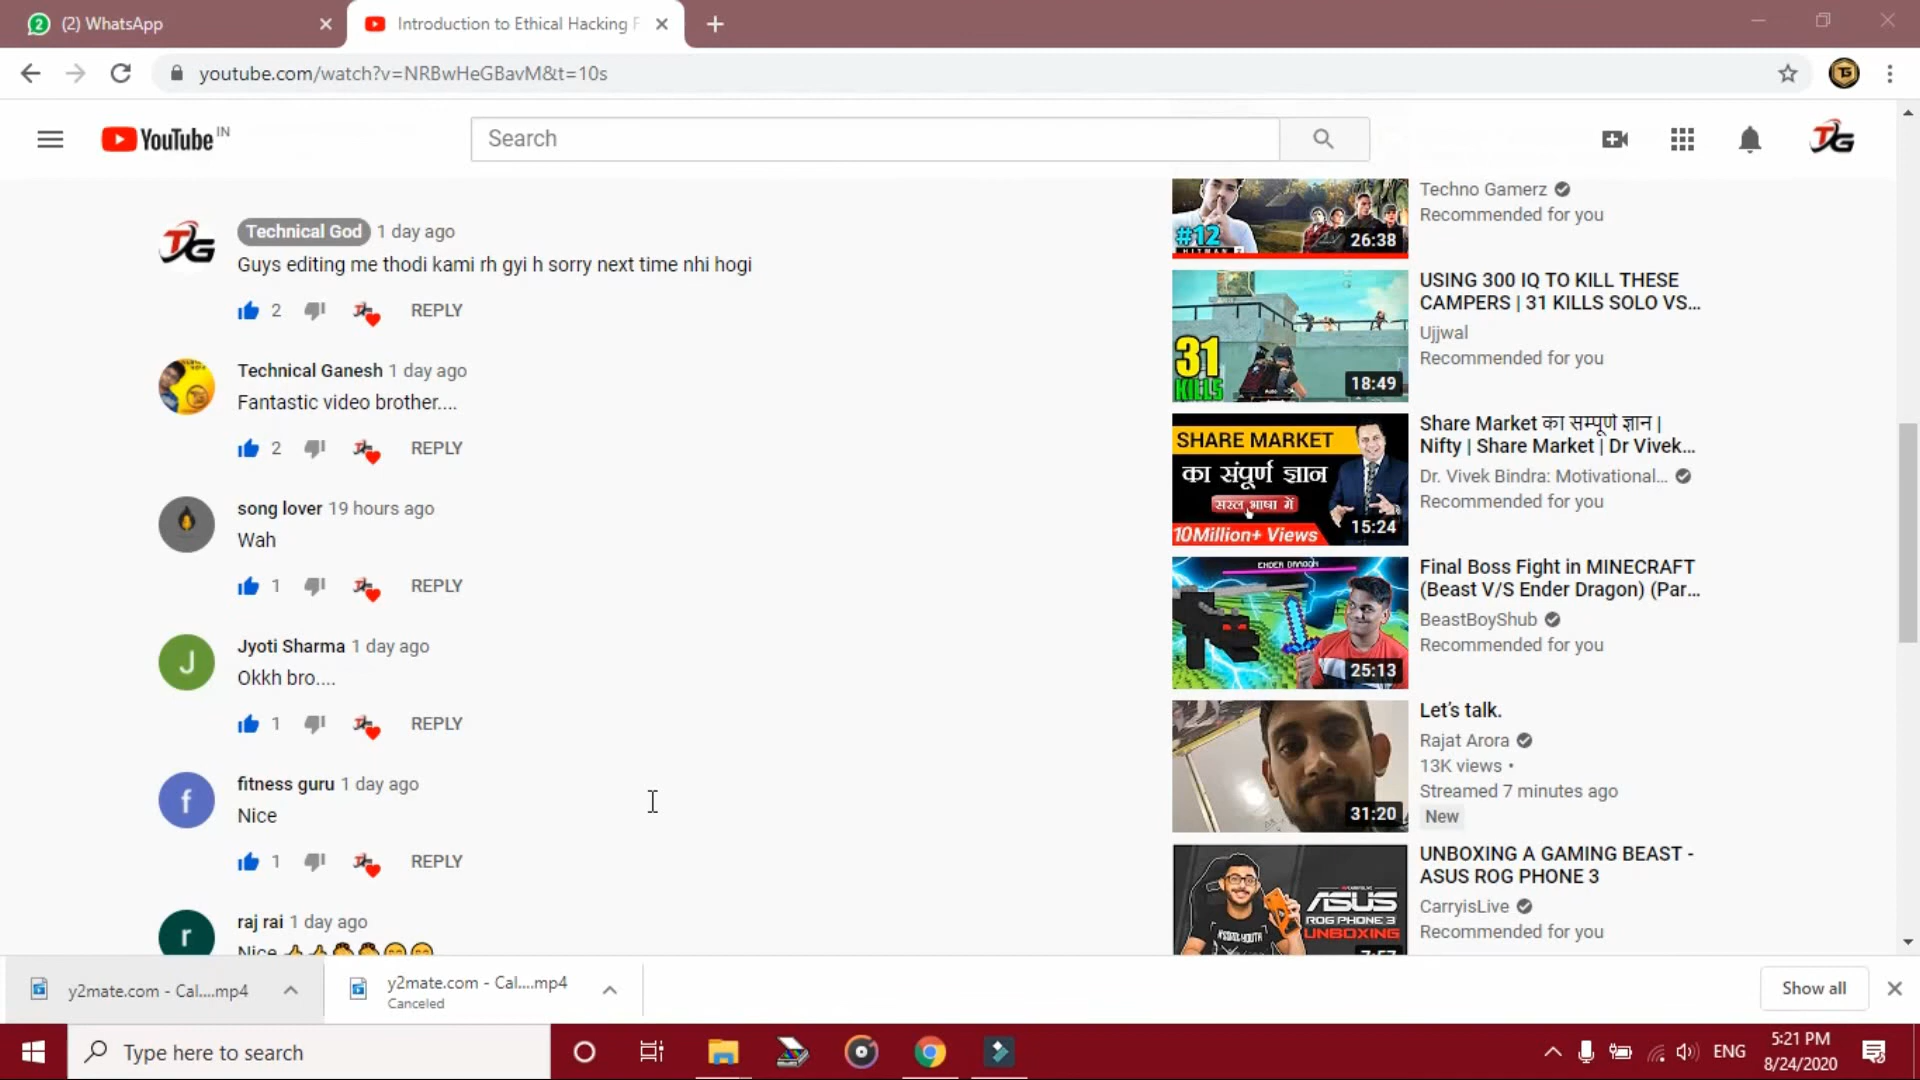 (2) WhatsApp
Introduction to Ethical Hacking F
youtube.com/watch?v=NRBwHeGBavM&t=10s
YouTube IN
Search
Technical God 1 day ago
Guys editing me thodi kami rh gyi h sorry next time nhi hogi
2 REPLY
Technical Ganesh 1 day ago
Fantastic video brother....
2 REPLY
song lover 19 hours ago
Wah
1 REPLY
Jyoti Sharma 1 day ago
Okkh bro....
1 REPLY
fitness guru 1 day ago
Nice
1 REPLY
raj rai 1 day ago
Nice 
#12
HITMAN
26:38
Techno Gamerz
Recommended for you
31
KILLS
18:49
USING 300 IQ TO KILL THESE
CAMPERS | 31 KILLS SOLO VS...
Ujjwal
Recommended for you
SHARE MARKET
का संपूर्ण ज्ञान
सरल भाषा में
10Million+ Views
15:24
Share Market का सम्पूर्ण ज्ञान |
Nifty | Share Market | Dr Vivek...
Dr. Vivek Bindra: Motivational...
Recommended for you
ENDER DRAGON
25:13
Final Boss Fight in MINECRAFT
(Beast V/S Ender Dragon) (Par...
BeastBoyShub
Recommended for you
31:20
Let's talk.
Rajat Arora
13K views •
Streamed 7 minutes ago
New
ASUS
ROG PHONE 3
UNBOXING
7:57
UNBOXING A GAMING BEAST -
ASUS ROG PHONE 3
CarryisLive
Recommended for you
y2mate.com - Cal....mp4
y2mate.com - Cal....mp4
Canceled
Show all
Type here to search
ENG
5:21 PM
8/24/2020